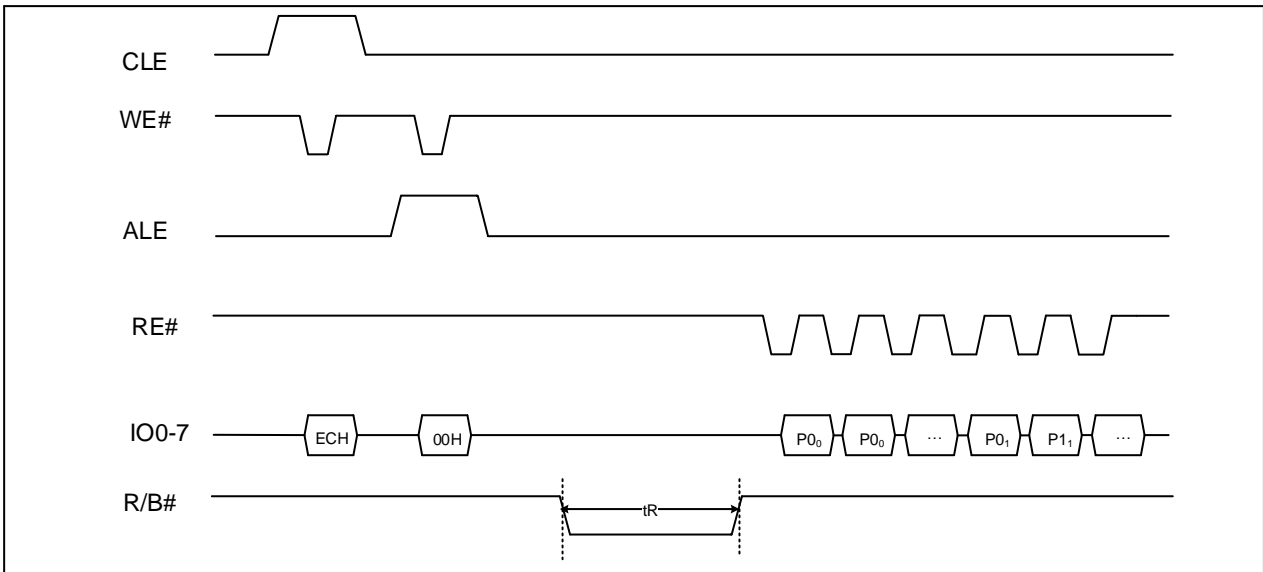 CLE
WE#
ALE
RE#
IO0-7 ECH 00H P0₀ P0₀ ... P0₁ P1₁ ...
R/B# tR